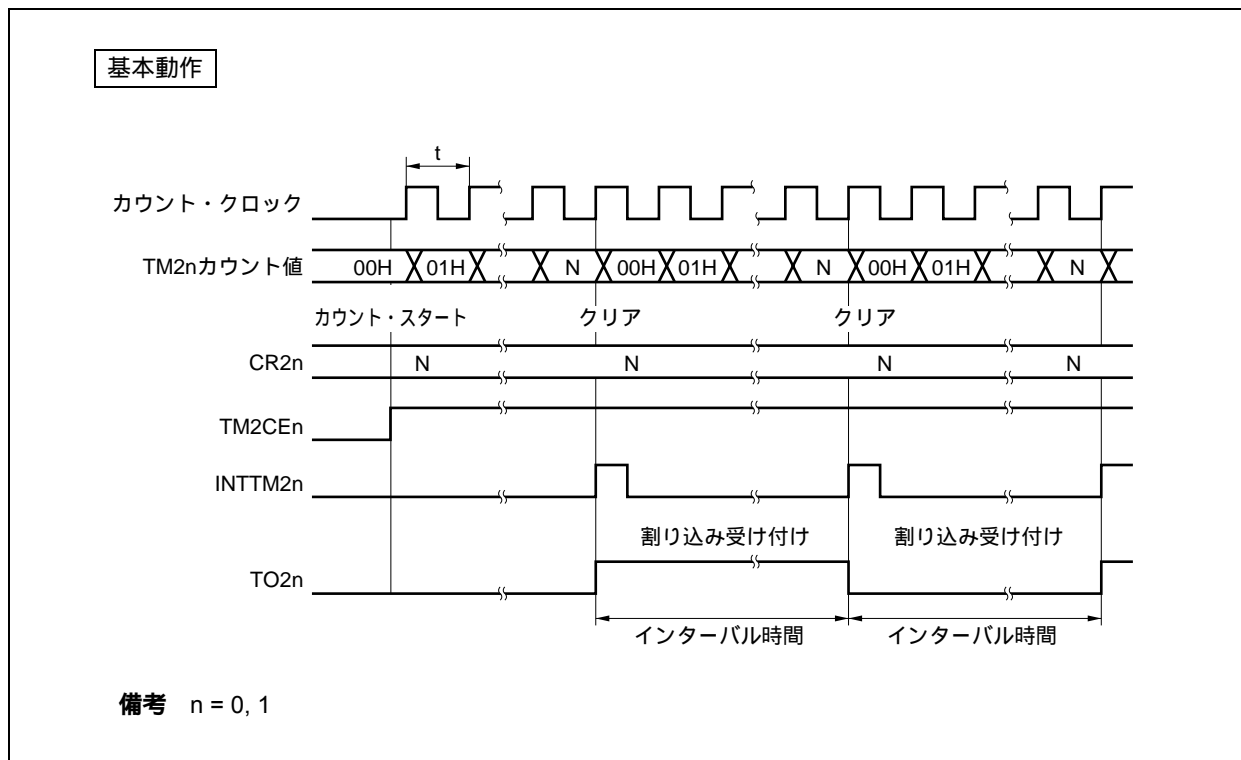 基本動作
t
カウント・クロック
TM2nカウント値 00H 01H N 00H 01H N 00H 01H N
カウント・スタート クリア クリア
CR2n N N N N
TM2CEn
INTTM2n
割り込み受け付け 割り込み受け付け
TO2n
インターバル時間 インターバル時間
備考 n = 0, 1